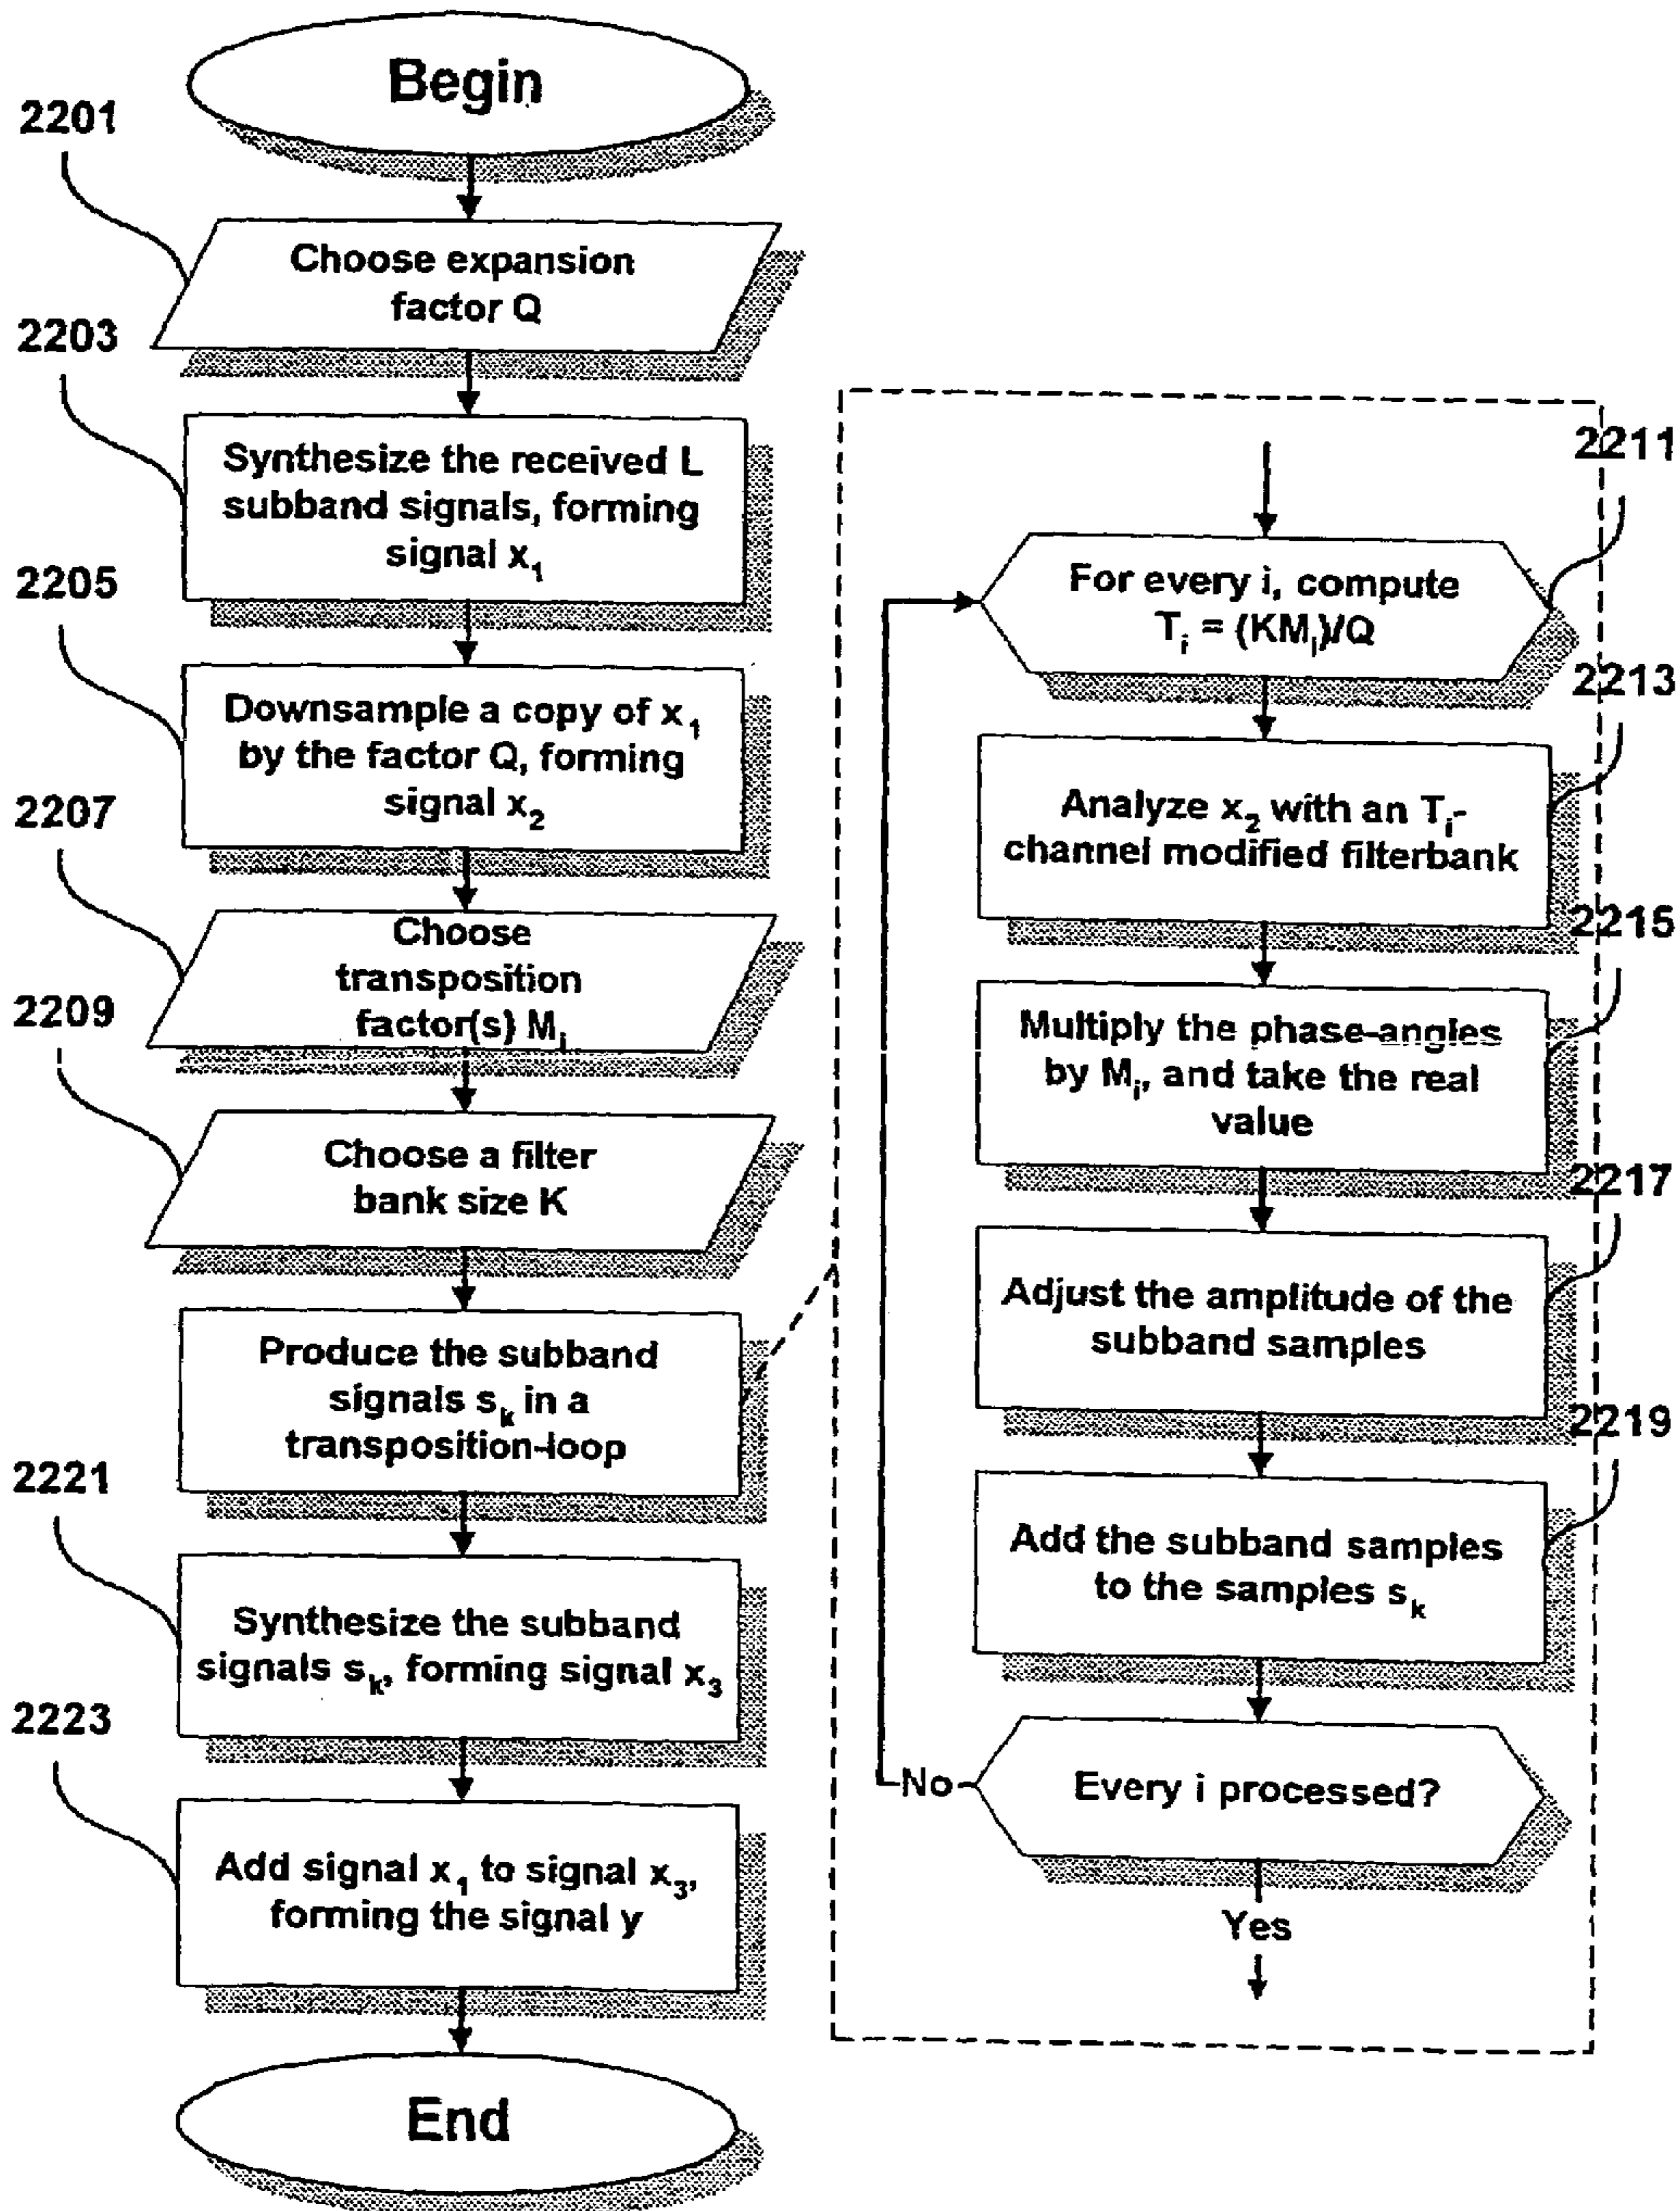 Begin
2201
Choose expansion
factor Q
2203
Synthesize the received L
subband signals, forming
signal x₁
2205
Downsample a copy of x₁
by the factor Q, forming
signal x₂
2207
Choose
transposition
factor(s) Mᵢ
2209
Choose a filter
bank size K
Produce the subband
signals sₖ in a
transposition-loop
2221
Synthesize the subband
signals sₖ, forming signal x₃
2223
Add signal x₁ to signal x₃,
forming the signal y
End
2211
For every i, compute
Tᵢ = (KMᵢ)/Q
2213
Analyze x₂ with an Tᵢ-
channel modified filterbank
2215
Multiply the phase-angles
by Mᵢ, and take the real
value
2217
Adjust the amplitude of the
subband samples
2219
Add the subband samples
to the samples sₖ
No
Every i processed?
Yes